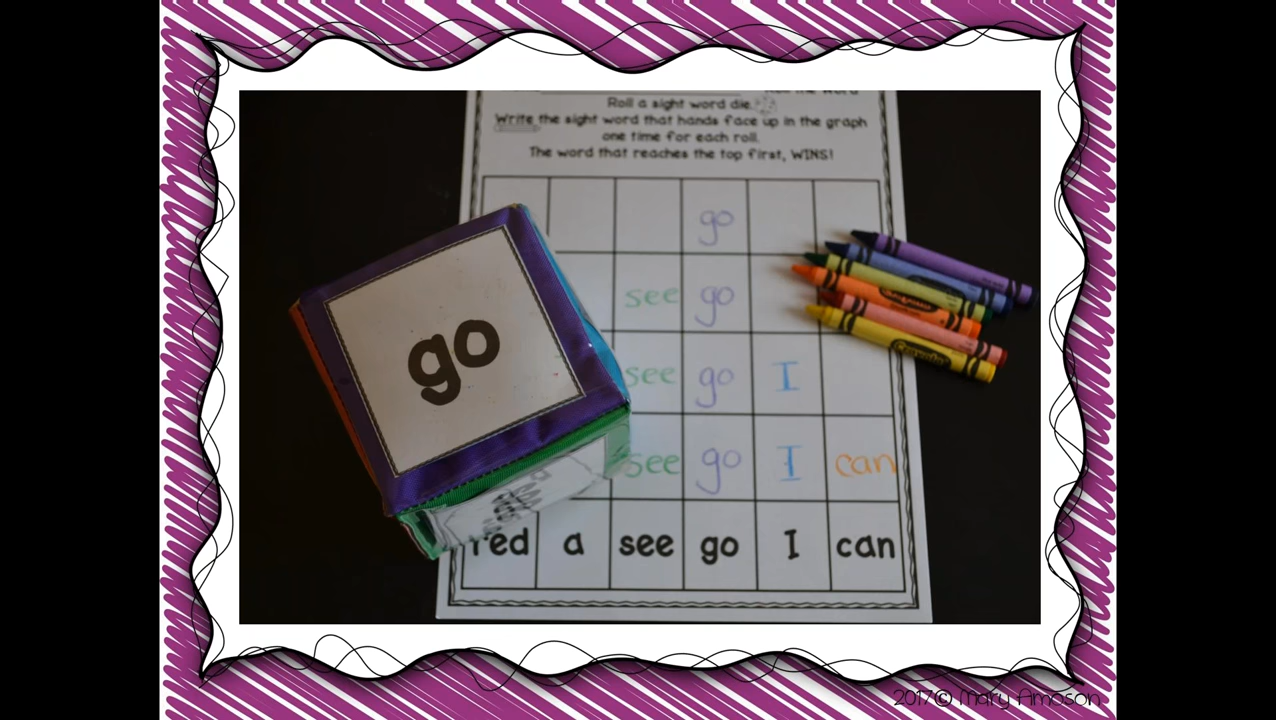 Roll a sight word die.
Write the sight word that hands face up in the graph
one time for each roll.
The word that reaches the top first, WINS!
go
see go
go
see go I
see go I can
red a see go I can
Crayola
2017© Mary Amoson